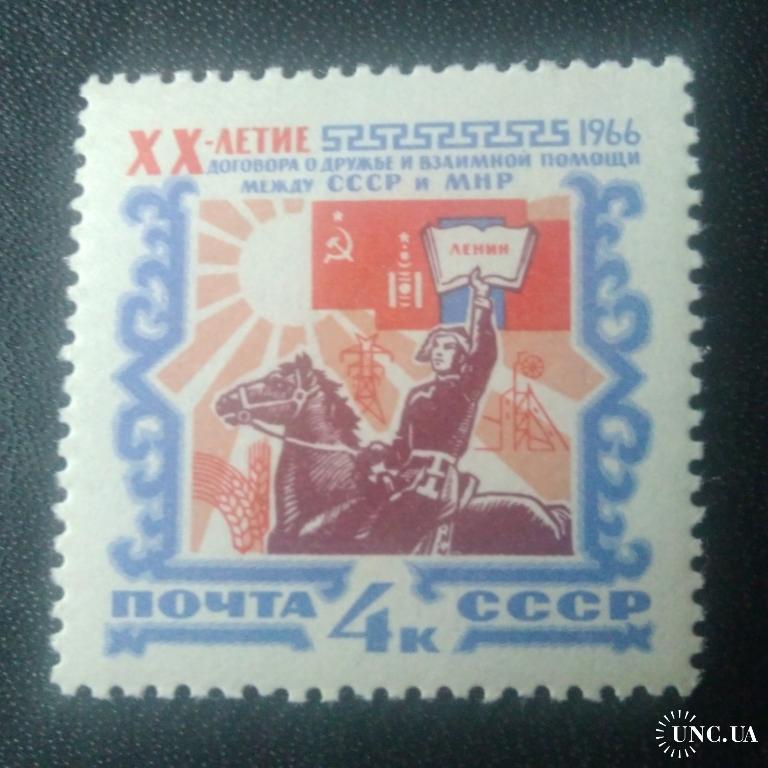 XX-ЛЕТИЕ 1966
ДОГОВОРА О ДРУЖБЕ И ВЗАИМНОЙ ПОМОЩИ
МЕЖДУ СССР И МНР
ЛЕНИН
ПОЧТА 4К СССР
UNC.UA